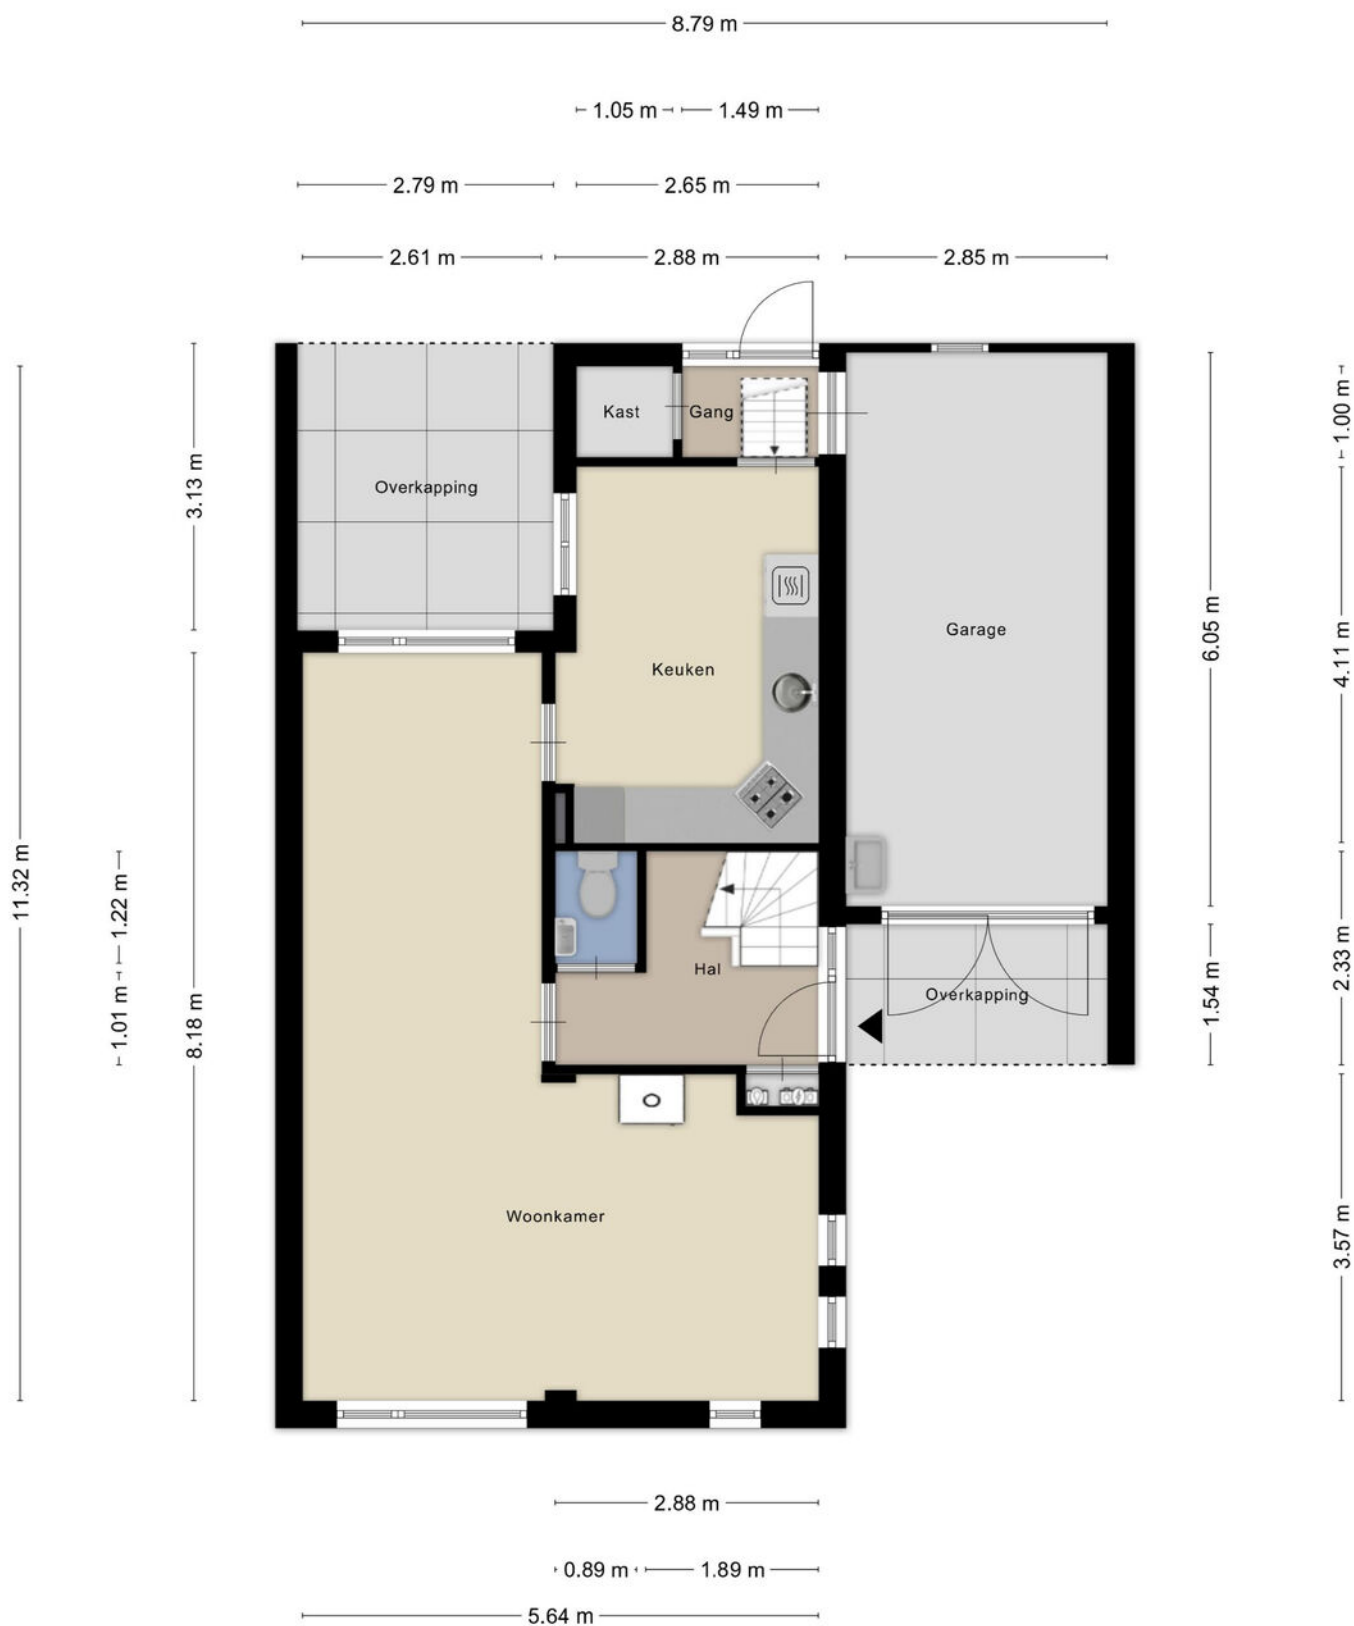 8.79 m
1.05 m
1.49 m
2.79 m
2.65 m
2.61 m
2.88 m
2.85 m
Kast
Gang
1.00 m
Overkapping
3.13 m
Garage
6.05 m
4.11 m
Keuken
11.32 m
1.22 m
1.01 m
8.18 m
Hal
Overkapping
1.54 m
2.33 m
Woonkamer
3.57 m
2.88 m
0.89 m
1.89 m
5.64 m